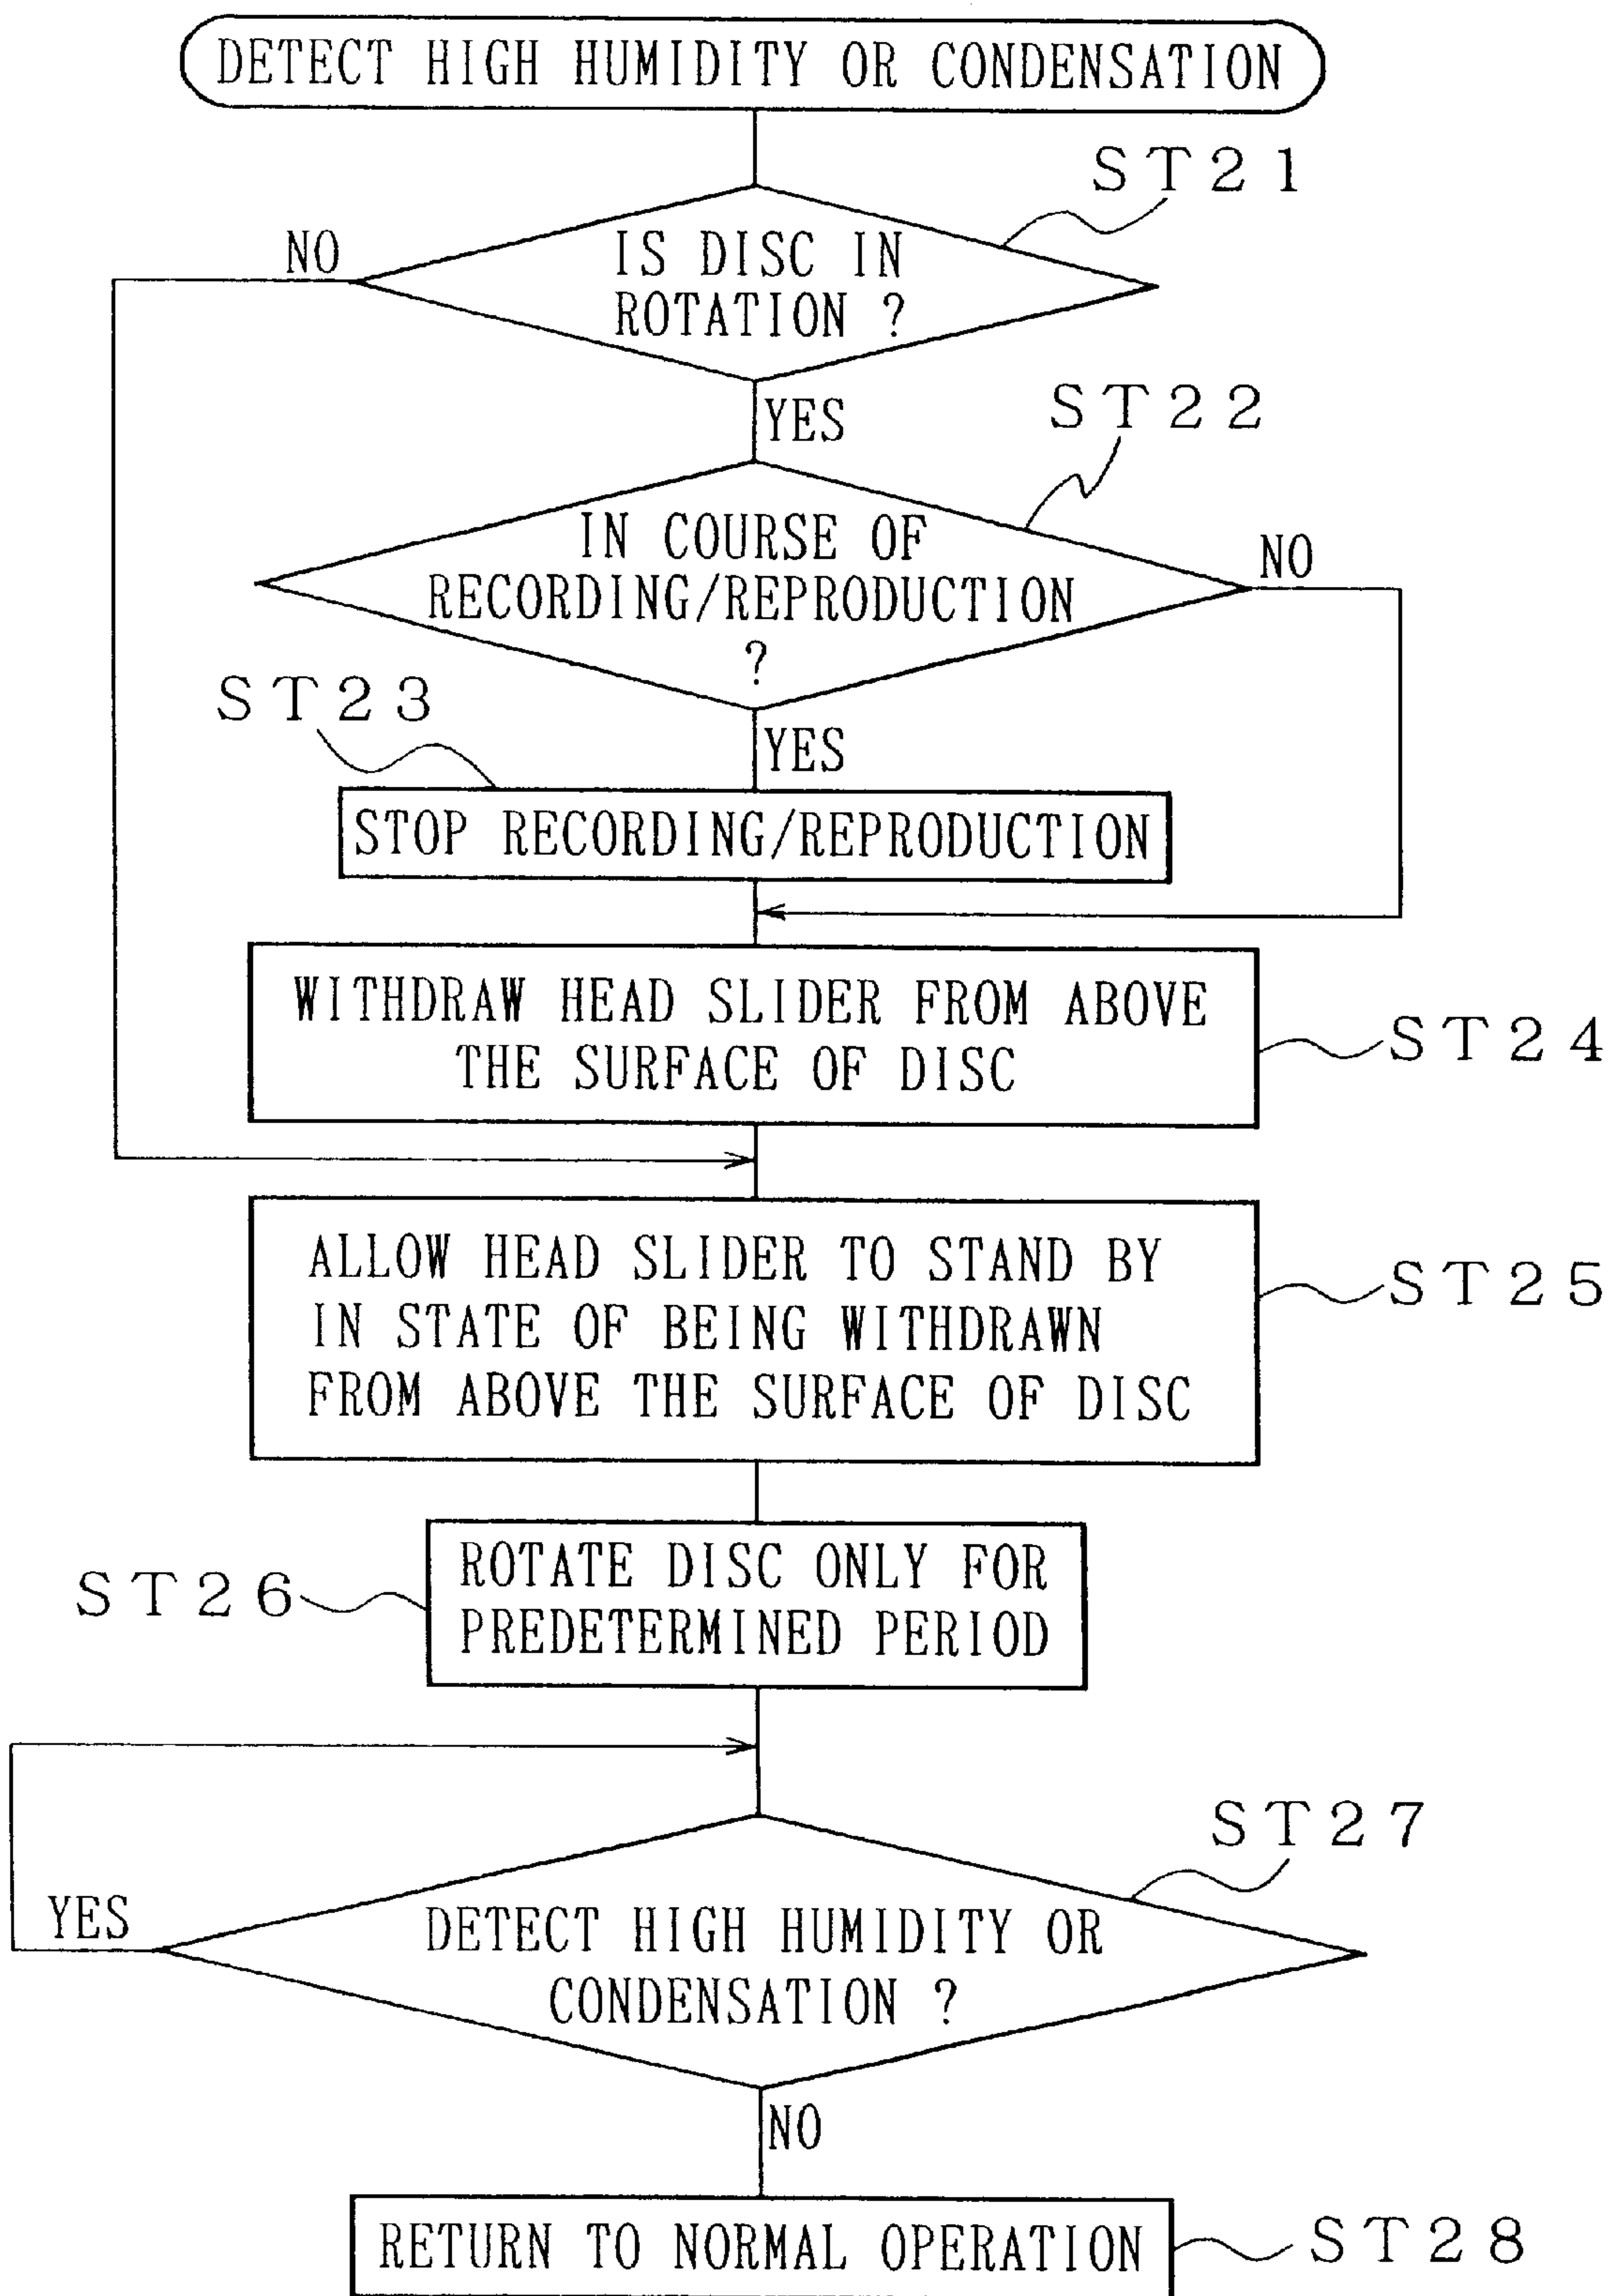 DETECT HIGH HUMIDITY OR CONDENSATION
ST21
NO
IS DISC IN
ROTATION ?
YES
ST22
IN COURSE OF
RECORDING/REPRODUCTION
?
NO
ST23
YES
STOP RECORDING/REPRODUCTION
WITHDRAW HEAD SLIDER FROM ABOVE
THE SURFACE OF DISC
ST24
ALLOW HEAD SLIDER TO STAND BY
IN STATE OF BEING WITHDRAWN
FROM ABOVE THE SURFACE OF DISC
ST25
ROTATE DISC ONLY FOR
PREDETERMINED PERIOD
ST26
ST27
YES
DETECT HIGH HUMIDITY OR
CONDENSATION ?
NO
RETURN TO NORMAL OPERATION
ST28